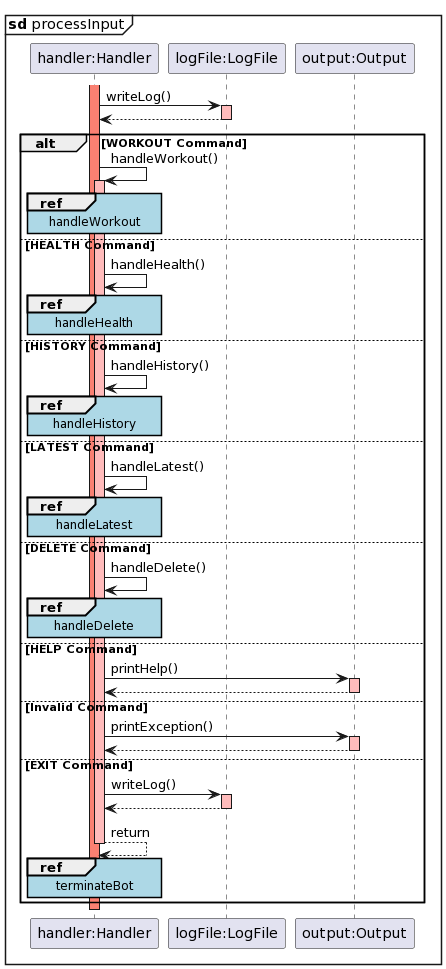 sd processInput
handler:Handler logFile:LogFile output:Output
writeLog()
alt [WORKOUT Command]
handleWorkout()
ref
handleWorkout
[HEALTH Command]
handleHealth()
ref
handleHealth
[HISTORY Command]
handleHistory()
ref
handleHistory
[LATEST Command]
handleLatest()
ref
handleLatest
[DELETE Command]
handleDelete()
ref
handleDelete
[HELP Command]
printHelp()
[Invalid Command]
printException()
[EXIT Command]
writeLog()
return
ref
terminateBot
handler:Handler logFile:LogFile output:Output